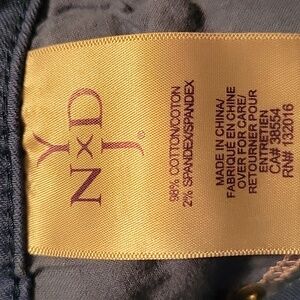 NYDJ®
98% COTTON/COTON
2% SPANDEX/SPANDEX
MADE IN CHINA/
FABRIQUÉ EN CHINE
OVER FOR CARE/
RETOURNER POUR
ENTRETIEN
CA# 38554
RN# 132016